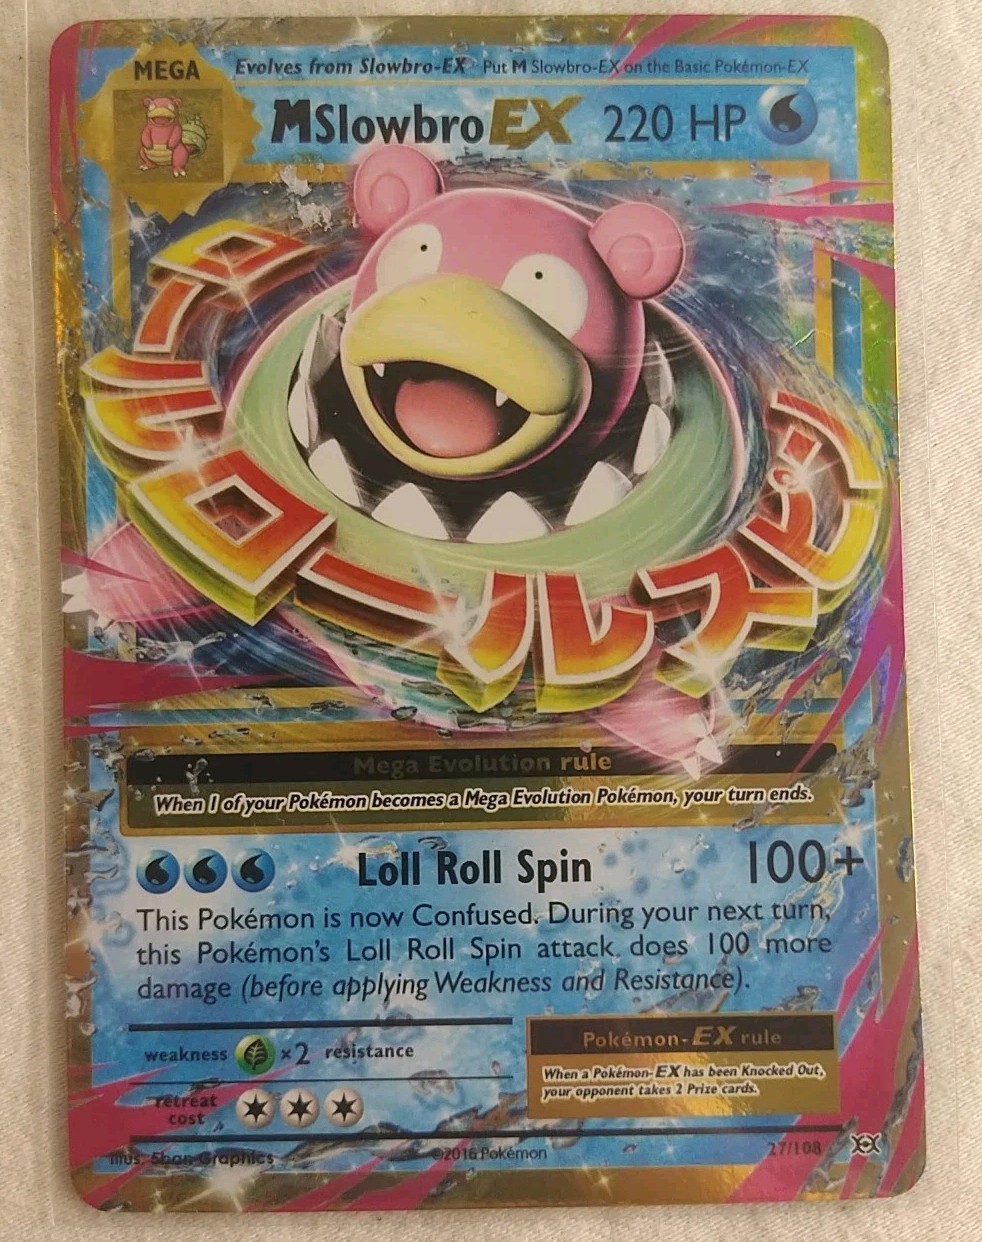 MEGA
Evolves from Slowbro-EX Put M Slowbro-EX on the Basic Pokémon-EX
MSlowbro EX 220 HP
ロリロールスピン
Mega Evolution rule
When 1 of your Pokémon becomes a Mega Evolution Pokémon, your turn ends.
Loll Roll Spin 100+
This Pokémon is now Confused. During your next turn,
this Pokémon's Loll Roll Spin attack does 100 more
damage (before applying Weakness and Resistance).
weakness ×2 resistance
retreat
cost
Pokémon-EX rule
When a Pokémon-EX has been Knocked Out,
your opponent takes 2 Prize cards.
Illus. 5ban Graphics ©2016 Pokémon 27/108